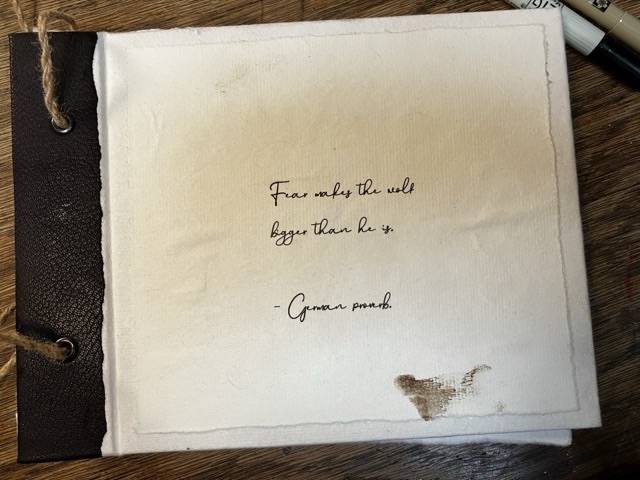 Fear makes the wolf
bigger than he is.
- German proverb.